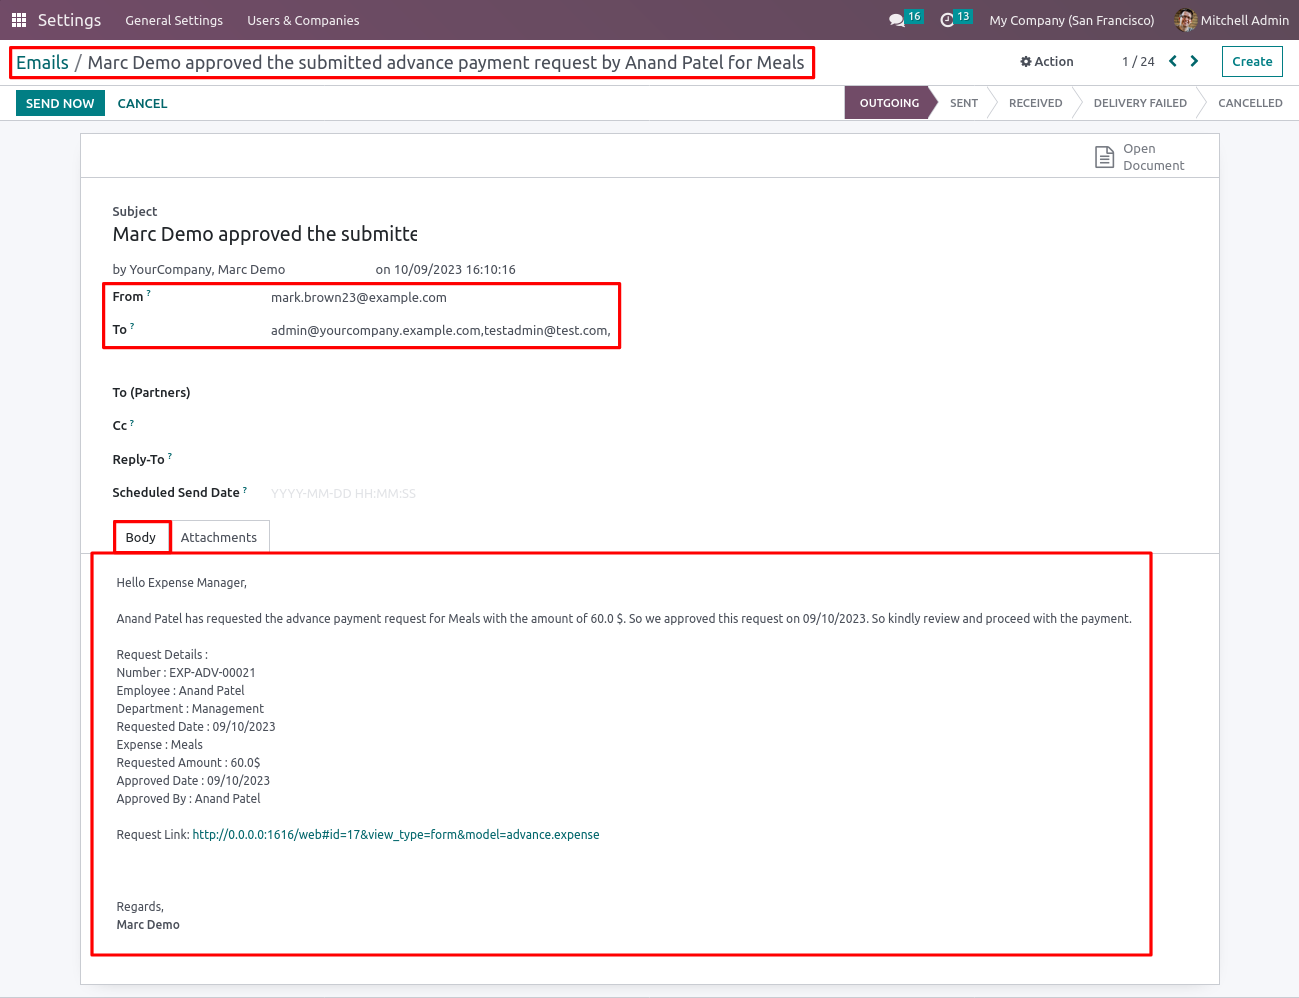 Settings General Settings Users & Companies 16 13 My Company (San Francisco) Mitchell Admin
Emails / Marc Demo approved the submitted advance payment request by Anand Patel for Meals Action 1 / 24 Create
SEND NOW CANCEL OUTGOING SENT RECEIVED DELIVERY FAILED CANCELLED
Open
Document
Subject
Marc Demo approved the submitte
by YourCompany, Marc Demo on 10/09/2023 16:10:16
From ? mark.brown23@example.com
To ? admin@yourcompany.example.com,testadmin@test.com,
To (Partners)
Cc ?
Reply-To ?
Scheduled Send Date ? YYYY-MM-DD HH:MM:SS
Body Attachments
Hello Expense Manager,
Anand Patel has requested the advance payment request for Meals with the amount of 60.0 $. So we approved this request on 09/10/2023. So kindly review and proceed with the payment.
Request Details :
Number : EXP-ADV-00021
Employee : Anand Patel
Department : Management
Requested Date : 09/10/2023
Expense : Meals
Requested Amount : 60.0$
Approved Date : 09/10/2023
Approved By : Anand Patel
Request Link: http://0.0.0.0:1616/web#id=17&view_type=form&model=advance.expense
Regards,
Marc Demo